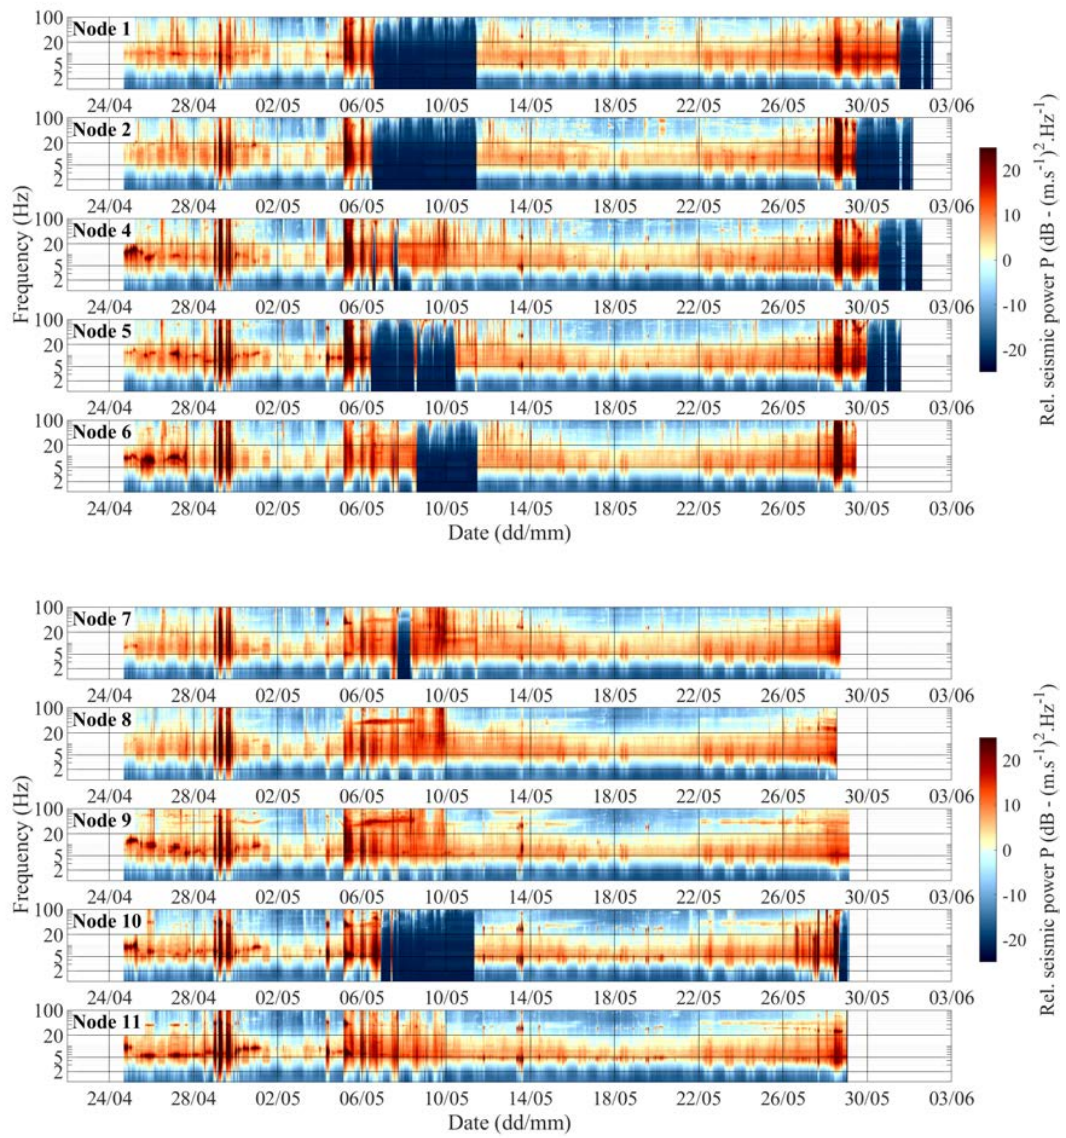 Node 1
100
20
5
2
24/04 28/04 02/05 06/05 10/05 14/05 18/05 22/05 26/05 30/05 03/06
Node 2
100
20
5
2
24/04 28/04 02/05 06/05 10/05 14/05 18/05 22/05 26/05 30/05 03/06
Node 4
100
20
5
2
24/04 28/04 02/05 06/05 10/05 14/05 18/05 22/05 26/05 30/05 03/06
Node 5
100
20
5
2
24/04 28/04 02/05 06/05 10/05 14/05 18/05 22/05 26/05 30/05 03/06
Node 6
100
20
5
2
24/04 28/04 02/05 06/05 10/05 14/05 18/05 22/05 26/05 30/05 03/06
Date (dd/mm)
Frequency (Hz)
20
10
0
-10
-20
Rel. seismic power P (dB - (m.s⁻¹)².Hz⁻¹)
Node 7
100
20
5
2
24/04 28/04 02/05 06/05 10/05 14/05 18/05 22/05 26/05 30/05 03/06
Node 8
100
20
5
2
24/04 28/04 02/05 06/05 10/05 14/05 18/05 22/05 26/05 30/05 03/06
Node 9
100
20
5
2
24/04 28/04 02/05 06/05 10/05 14/05 18/05 22/05 26/05 30/05 03/06
Node 10
100
20
5
2
24/04 28/04 02/05 06/05 10/05 14/05 18/05 22/05 26/05 30/05 03/06
Node 11
100
20
5
2
24/04 28/04 02/05 06/05 10/05 14/05 18/05 22/05 26/05 30/05 03/06
Date (dd/mm)
Frequency (Hz)
20
10
0
-10
-20
Rel. seismic power P (dB - (m.s⁻¹)².Hz⁻¹)